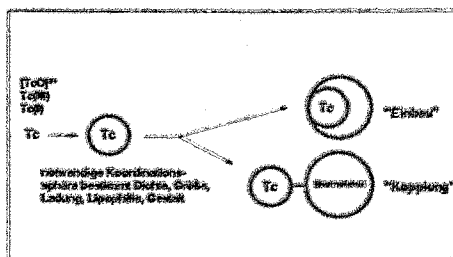 [TcO]³⁺
Tc(III)
Tc(I)
Tc
Tc
Tc
"Einbau"
notwendige Koordinations-
sphäre bestimmt Dichte, Größe,
Ladung, Lipophilie, Gestalt
Tc
"Kopplung"